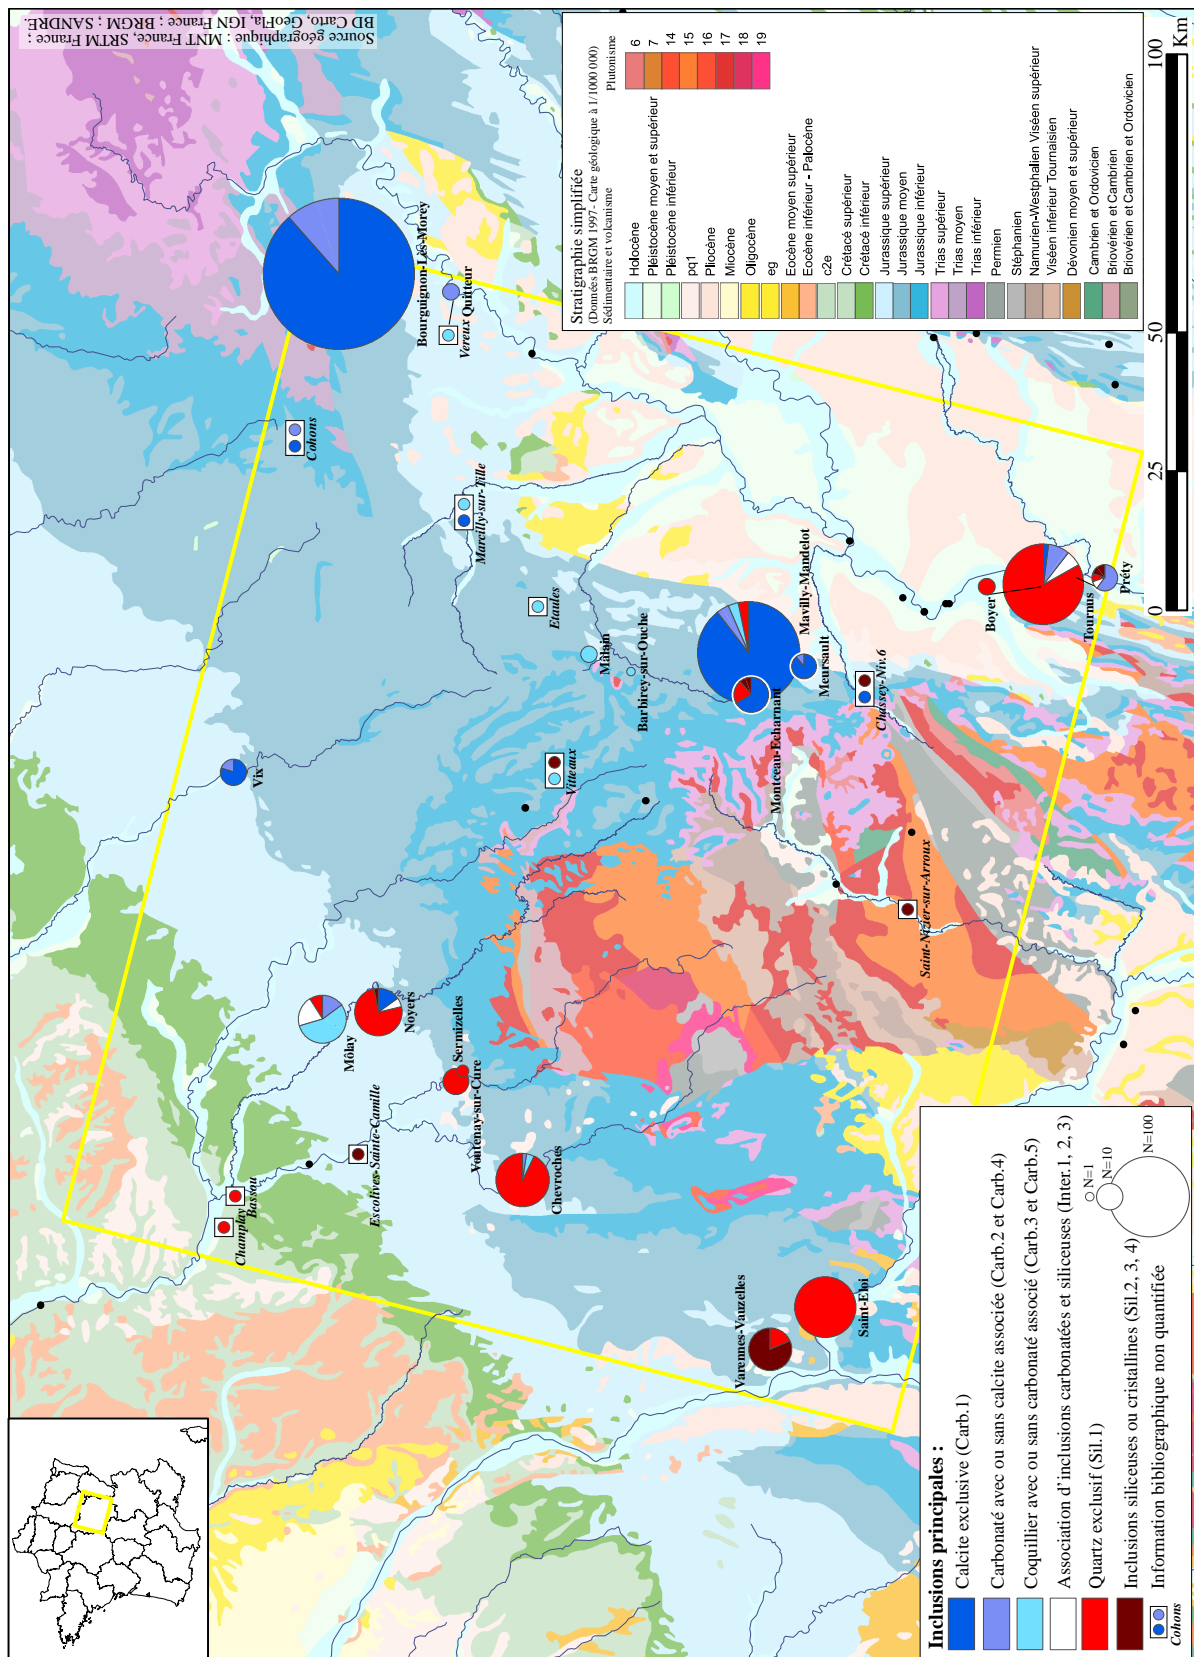 Source géographique : MNT France, SRTM France ;
BD Carto, GeoFla, IGN France ; BRGM ; SANDRE.
Bourguignon-Lès-Morey
Vereux
Quitteur
Cohons
Marcilly-sur-Tille
Etaules
Mâlain
Barbirey-sur-Ouche
Mavilly-Mandelot
Meursault
Montceau-Echarnant
Chassey-Niv.6
Boyer
Tournus
Préty
Vix
Vitteaux
Saint-Nizier-sur-Arroux
Môlay
Noyers
Sermizelles
Voutenay-sur-Cure
Escolives-Sainte-Camille
Bassou
Champlay
Chevroches
Varennes-Vauzelles
Saint-Eloi
Stratigraphie simplifiée
(Données BRGM 1997 - Carte géologique à 1/1000 000)
Sédimentaire et volcanisme
Plutonisme
Holocène
Pléistocène moyen et supérieur
Pléistocène inférieur
pq1
Pliocène
Miocène
Oligocène
eg
Eocène moyen supérieur
Eocène inférieur - Palocène
c2e
Crétacé supérieur
Crétacé inférieur
Jurassique supérieur
Jurassique moyen
Jurassique inférieur
Trias supérieur
Trias moyen
Trias inférieur
Permien
Stéphanien
Namurien-Westphalien Viséen supérieur
Viséen inferieur Tournaisien
Dévonien moyen et supérieur
Cambrien et Ordovicien
Briovérien et Cambrien
Briovérien et Cambrien et Ordovicien
6
7
14
15
16
17
18
19
0
25
50
100
Km
Inclusions principales :
Calcite exclusive (Carb.1)
Carbonaté avec ou sans calcite associée (Carb.2 et Carb.4)
Coquillier avec ou sans carbonaté associé (Carb.3 et Carb.5)
Association d'inclusions carbonatées et siliceuses (Inter.1, 2, 3)
Quartz exclusif (Sil.1)
Inclusions siliceuses ou cristallines (Sil.2, 3, 4)
Cohons
Information bibliographique non quantifiée
N=1
N=10
N=100